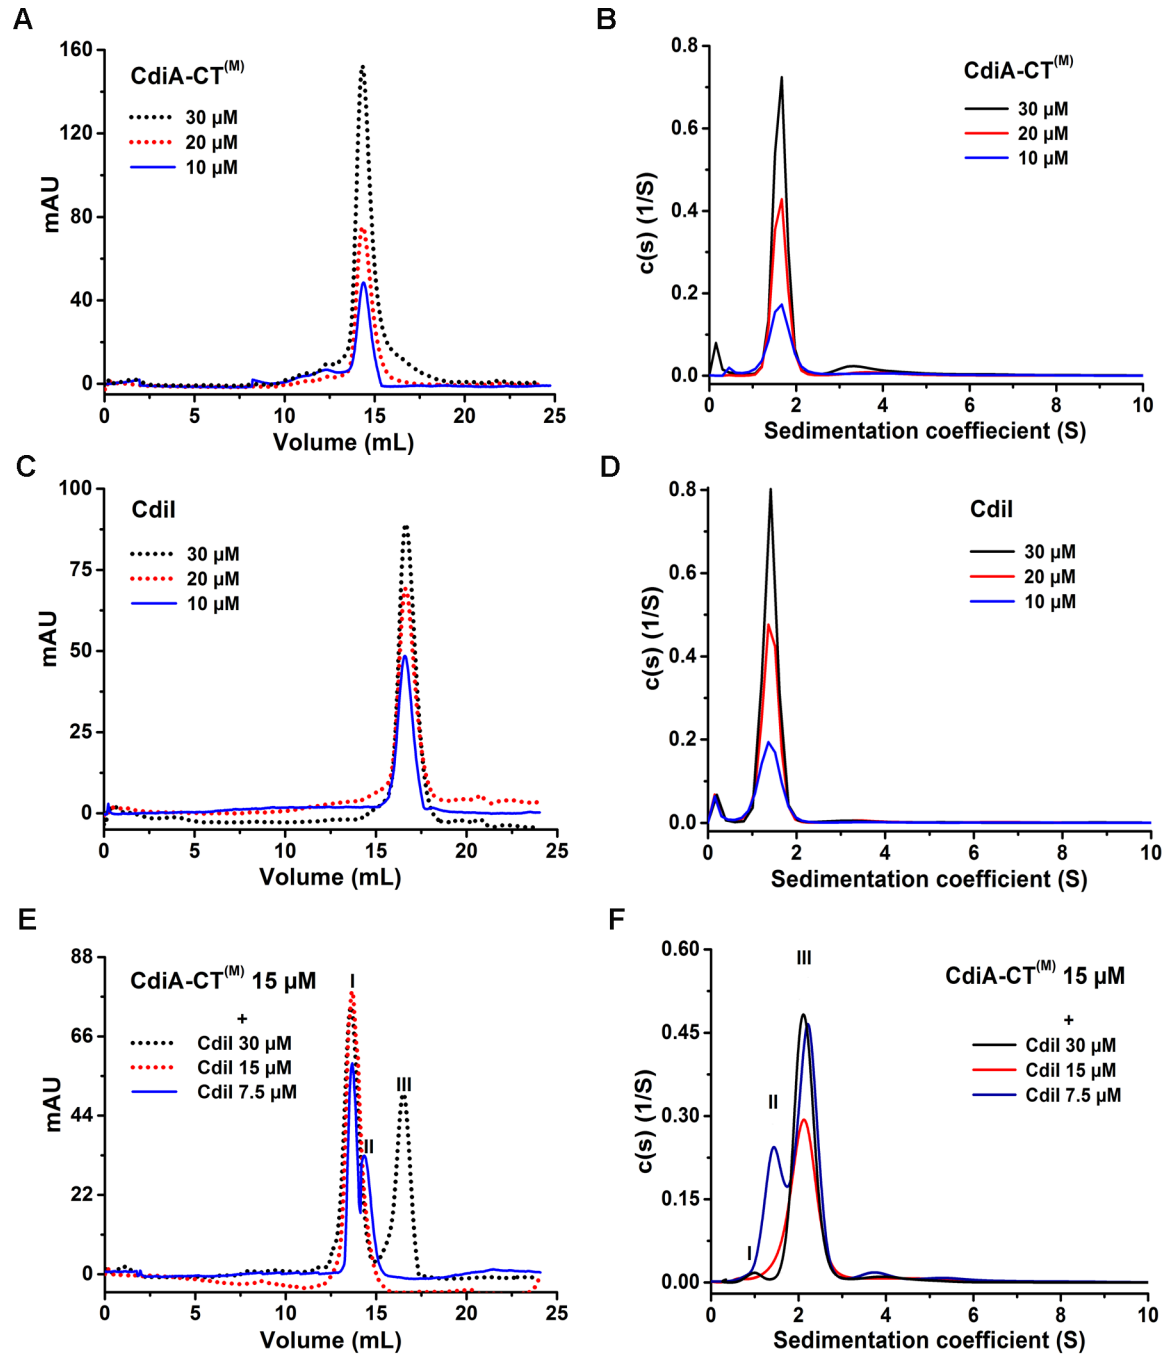 A
160
120
80
40
0
mAU
CdiA-CT(M)
30 µM
20 µM
10 µM
0 5 10 15 20 25
Volume (mL)
B
0.8
0.6
0.4
0.2
0.0
c(s) (1/S)
CdiA-CT(M)
30 µM
20 µM
10 µM
0 2 4 6 8 10
Sedimentation coeffiecient (S)
C
100
75
50
25
0
mAU
CdiI
30 µM
20 µM
10 µM
0 5 10 15 20 25
Volume (mL)
D
0.8
0.6
0.4
0.2
0.0
c(s) (1/S)
CdiI
30 µM
20 µM
10 µM
0 2 4 6 8 10
Sedimentation coefficient (S)
E
88
66
44
22
0
mAU
CdiA-CT(M) 15 µM
+
CdiI 30 µM
CdiI 15 µM
CdiI 7.5 µM
I
II
III
0 5 10 15 20 25
Volume (mL)
F
0.60
0.45
0.30
0.15
0.00
c(s) (1/S)
III
II
I
CdiA-CT(M) 15 µM
+
CdiI 30 µM
CdiI 15 µM
CdiI 7.5 µM
0 2 4 6 8 10
Sedimentation coefficient (S)